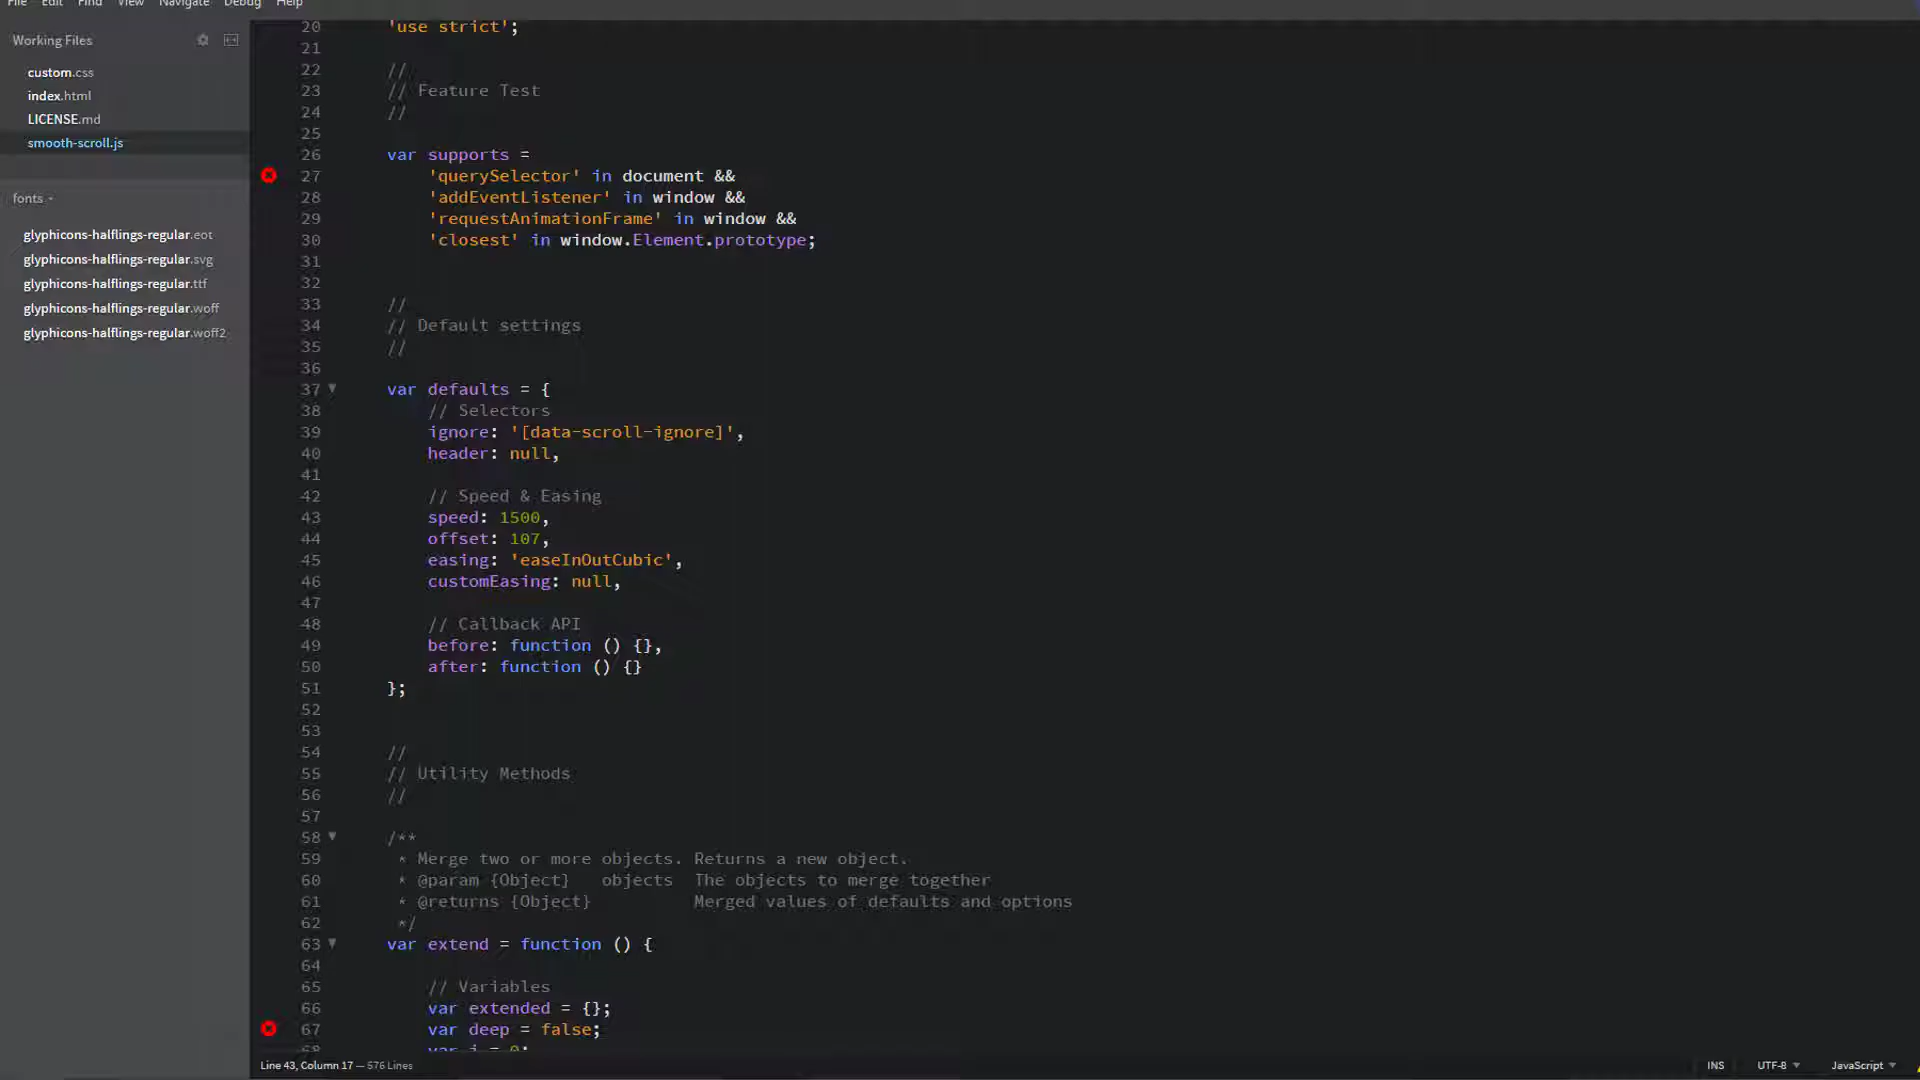 File Edit Find View Navigate Debug Help
Working Files
custom.css
index.html
LICENSE.md
smooth-scroll.js
fonts
glyphicons-halflings-regular.eot
glyphicons-halflings-regular.svg
glyphicons-halflings-regular.ttf
glyphicons-halflings-regular.woff
glyphicons-halflings-regular.woff2
20 'use strict';
21
22 //
23 // Feature Test
24 //
25
26 var supports =
27 'querySelector' in document &&
28 'addEventListener' in window &&
29 'requestAnimationFrame' in window &&
30 'closest' in window.Element.prototype;
31
32
33 //
34 // Default settings
35 //
36
37 var defaults = {
38 // Selectors
39 ignore: '[data-scroll-ignore]',
40 header: null,
41
42 // Speed & Easing
43 speed: 1500,
44 offset: 107,
45 easing: 'easeInOutCubic',
46 customEasing: null,
47
48 // Callback API
49 before: function () {},
50 after: function () {}
51 };
52
53
54 //
55 // Utility Methods
56 //
57
58 /**
59 * Merge two or more objects. Returns a new object.
60 * @param {Object} objects The objects to merge together
61 * @returns {Object} Merged values of defaults and options
62 */
63 var extend = function () {
64
65 // Variables
66 var extended = {};
67 var deep = false;
68 var i = 0;
Line 43, Column 17 — 576 Lines
INS UTF-8 JavaScript